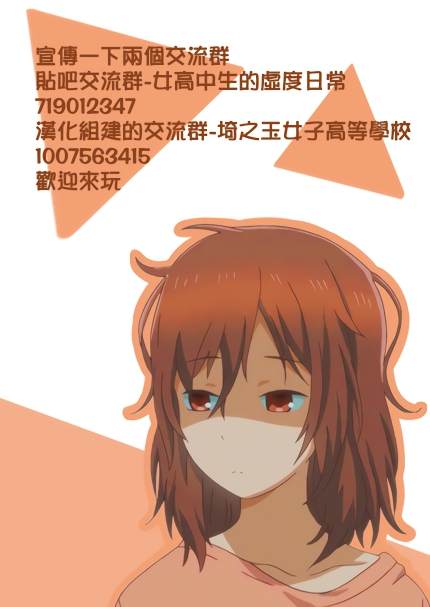 宣傳一下兩個交流群
貼吧交流群-女高中生的虛度日常
719012347
漢化組建的交流群-埼之玉女子高等學校
1007563415
歡迎來玩